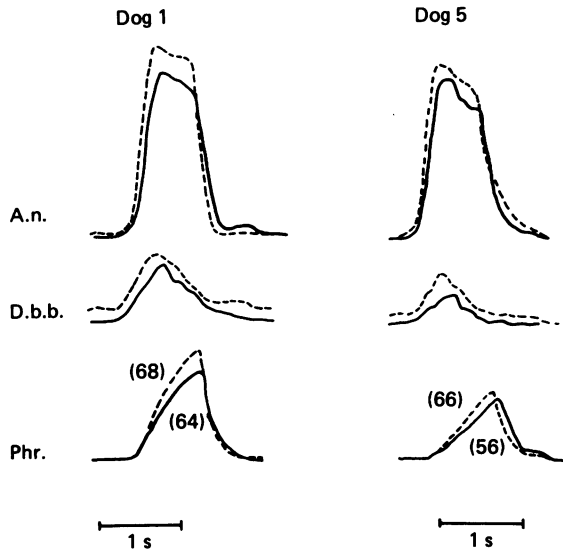 Dog 1 Dog 5
A.n.
D.b.b.
(68) (66)
(64) (56)
Phr.
1 s 1 s